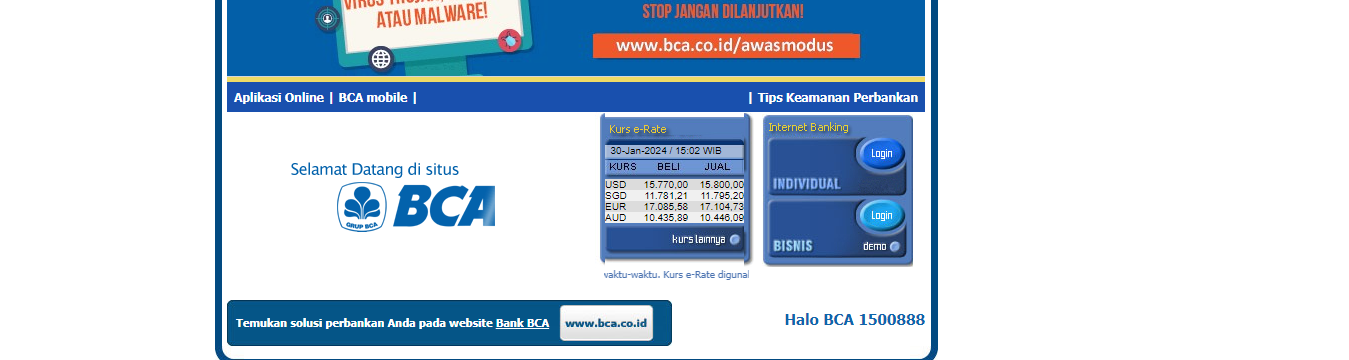 VIRUS TROJAN,
ATAU MALWARE!
STOP JANGAN DILANJUTKAN!
www.bca.co.id/awasmodus
Aplikasi Online | BCA mobile |
| Tips Keamanan Perbankan
Selamat Datang di situs
GRUP BCA
BCA
Kurs e-Rate
30-Jan-2024 / 15:02 WIB
KURS BELI JUAL
USD 15.770,00 15.800,00
SGD 11.781,21 11.795,20
EUR 17.085,58 17.104,73
AUD 10.435,89 10.446,09
kurs lainnya
vaktu-waktu. Kurs e-Rate digunal
Internet Banking
Login
INDIVIDUAL
Login
BISNIS
demo
Temukan solusi perbankan Anda pada website Bank BCA
www.bca.co.id
Halo BCA 1500888